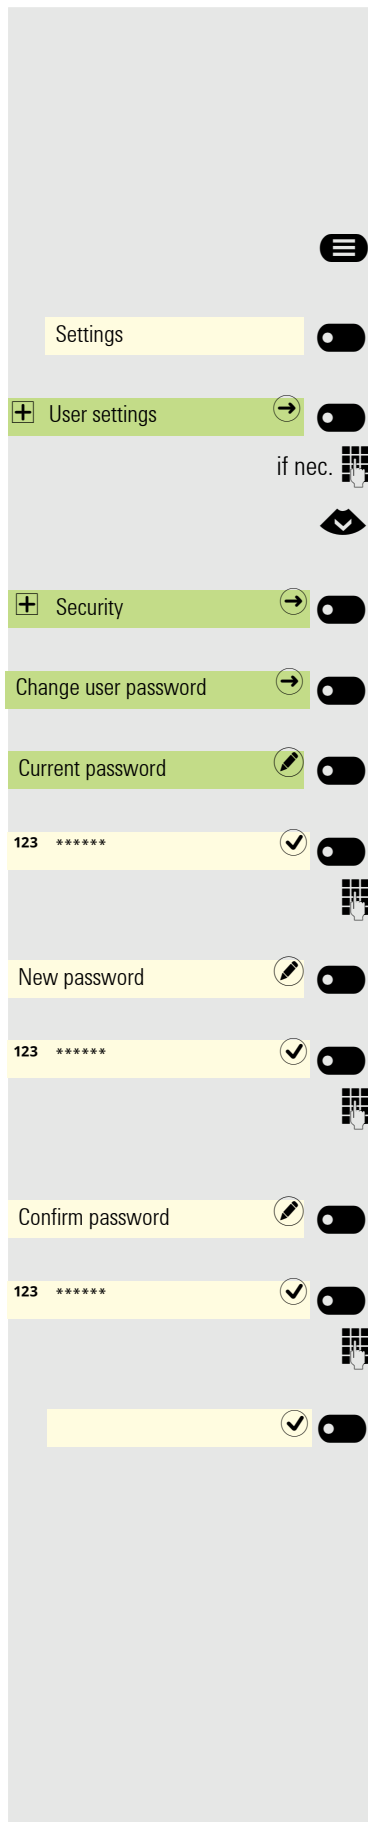 Settings
User settings
if nec.
Security
Change user password
Current password
123 ******
New password
123 ******
Confirm password
123 ******